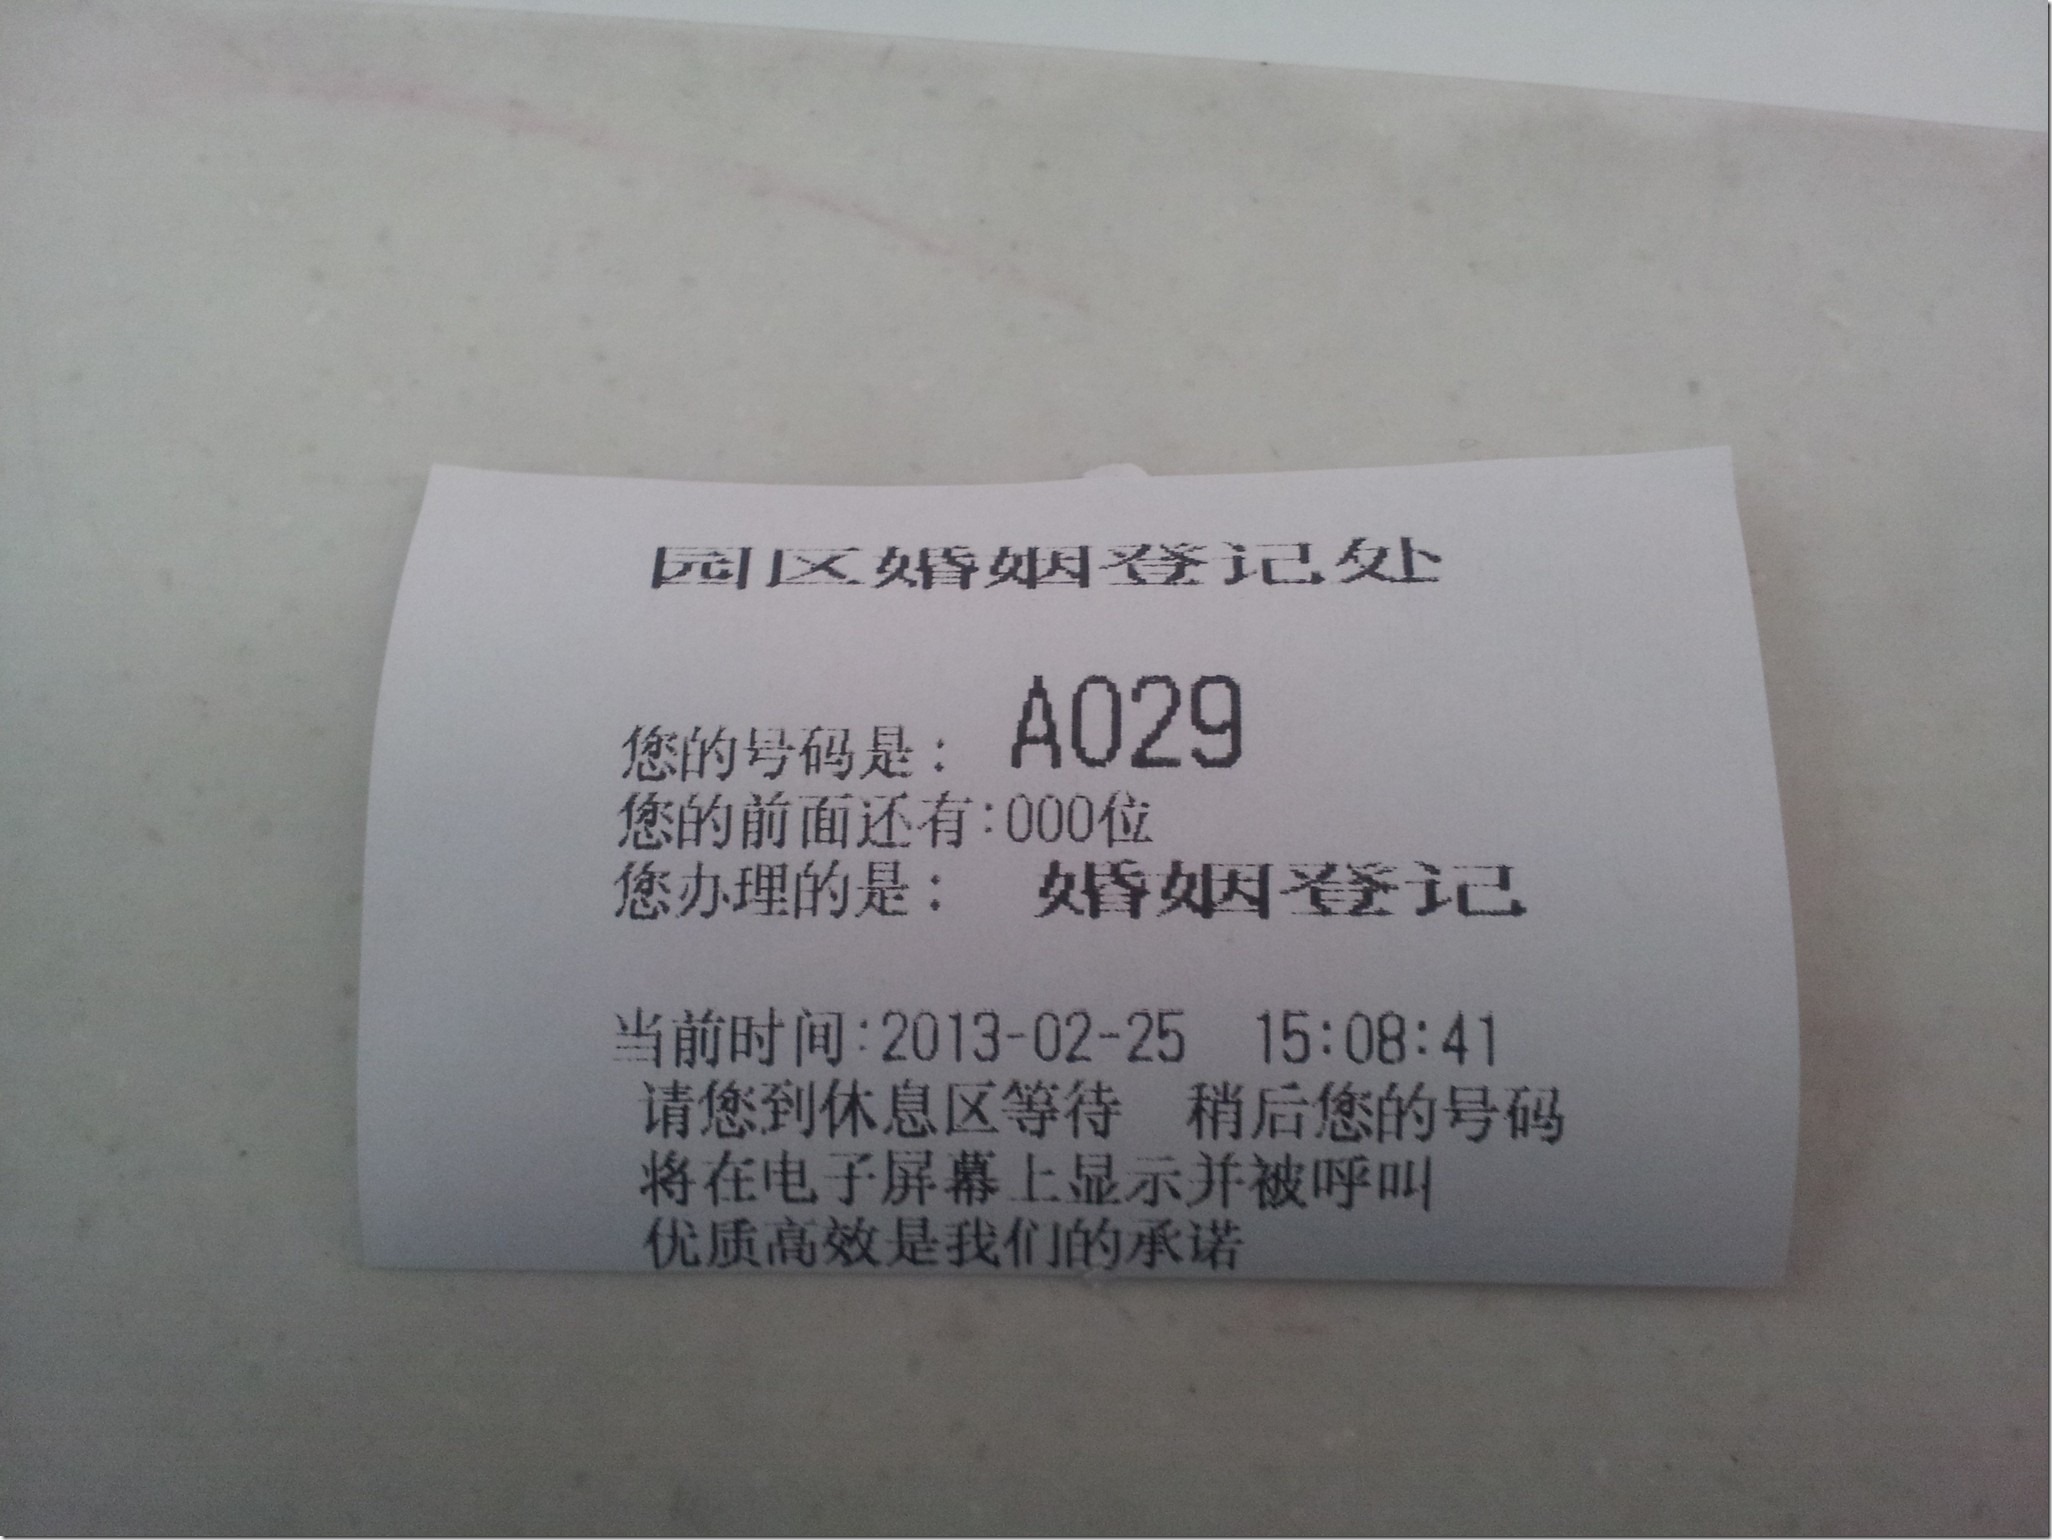 园区婚姻登记处
您的号码是: A029
您的前面还有:000位
您办理的是: 婚姻登记
当前时间:2013-02-25 15:08:41
请您到休息区等待 稍后您的号码
将在电子屏幕上显示并被呼叫
优质高效是我们的承诺